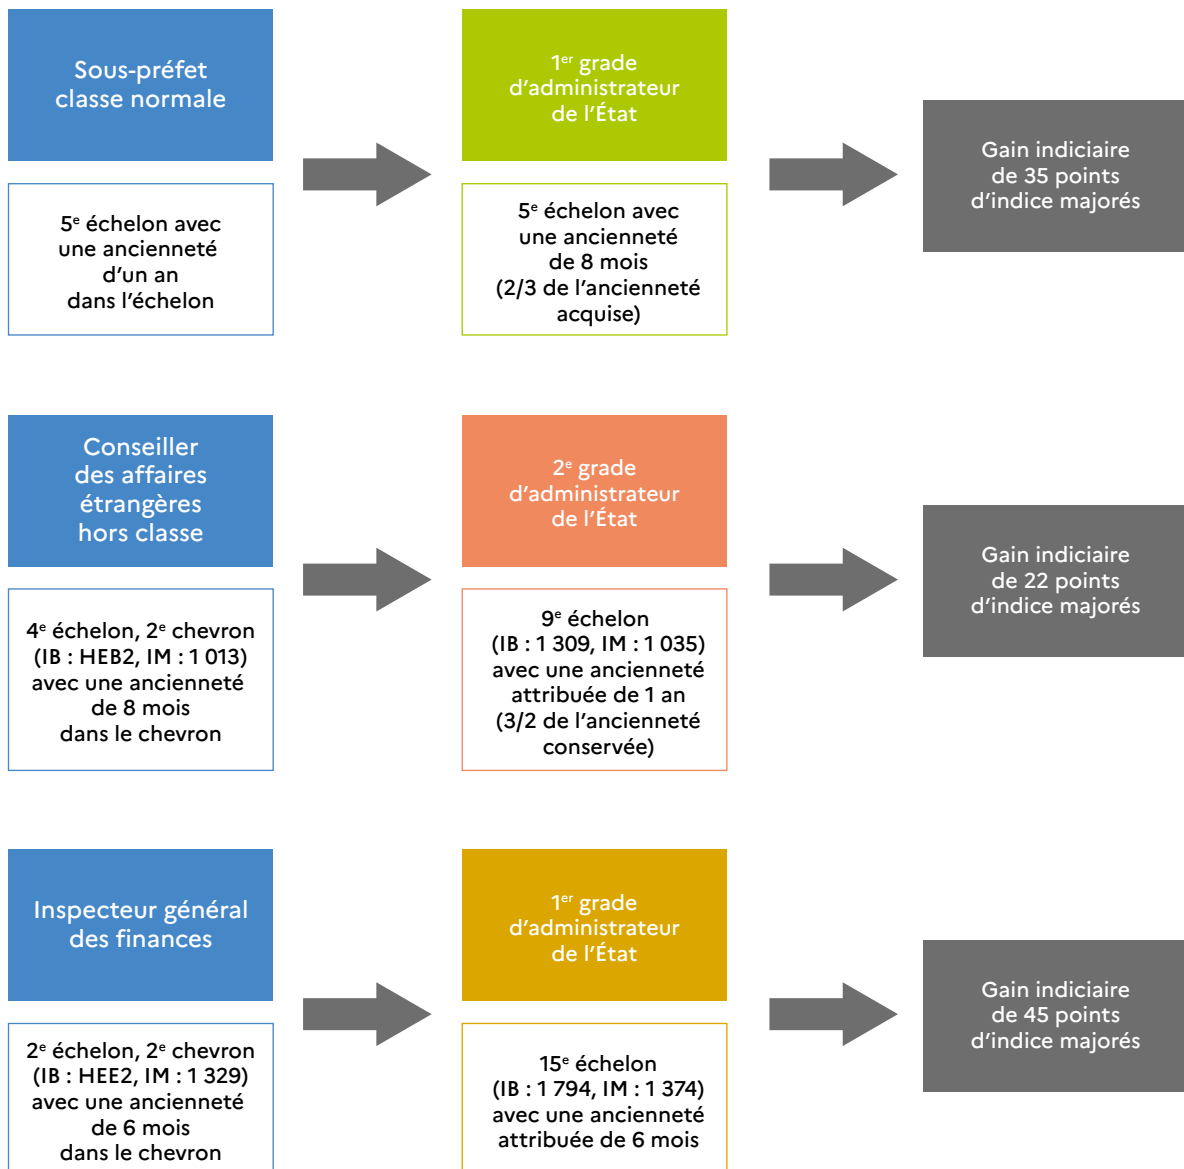 Sous-préfet
classe normale
5e échelon avec
une ancienneté
d'un an
dans l'échelon
1er grade
d'administrateur
de l'État
5e échelon avec
une ancienneté
de 8 mois
(2/3 de l'ancienneté
acquise)
Gain indiciaire
de 35 points
d'indice majorés
Conseiller
des affaires
étrangères
hors classe
4e échelon, 2e chevron
(IB : HEB2, IM : 1 013)
avec une ancienneté
de 8 mois
dans le chevron
2e grade
d'administrateur
de l'État
9e échelon
(IB : 1 309, IM : 1 035)
avec une ancienneté
attribuée de 1 an
(3/2 de l'ancienneté
conservée)
Gain indiciaire
de 22 points
d'indice majorés
Inspecteur général
des finances
2e échelon, 2e chevron
(IB : HEE2, IM : 1 329)
avec une ancienneté
de 6 mois
dans le chevron
1er grade
d'administrateur
de l'État
15e échelon
(IB : 1 794, IM : 1 374)
avec une ancienneté
attribuée de 6 mois
Gain indiciaire
de 45 points
d'indice majorés